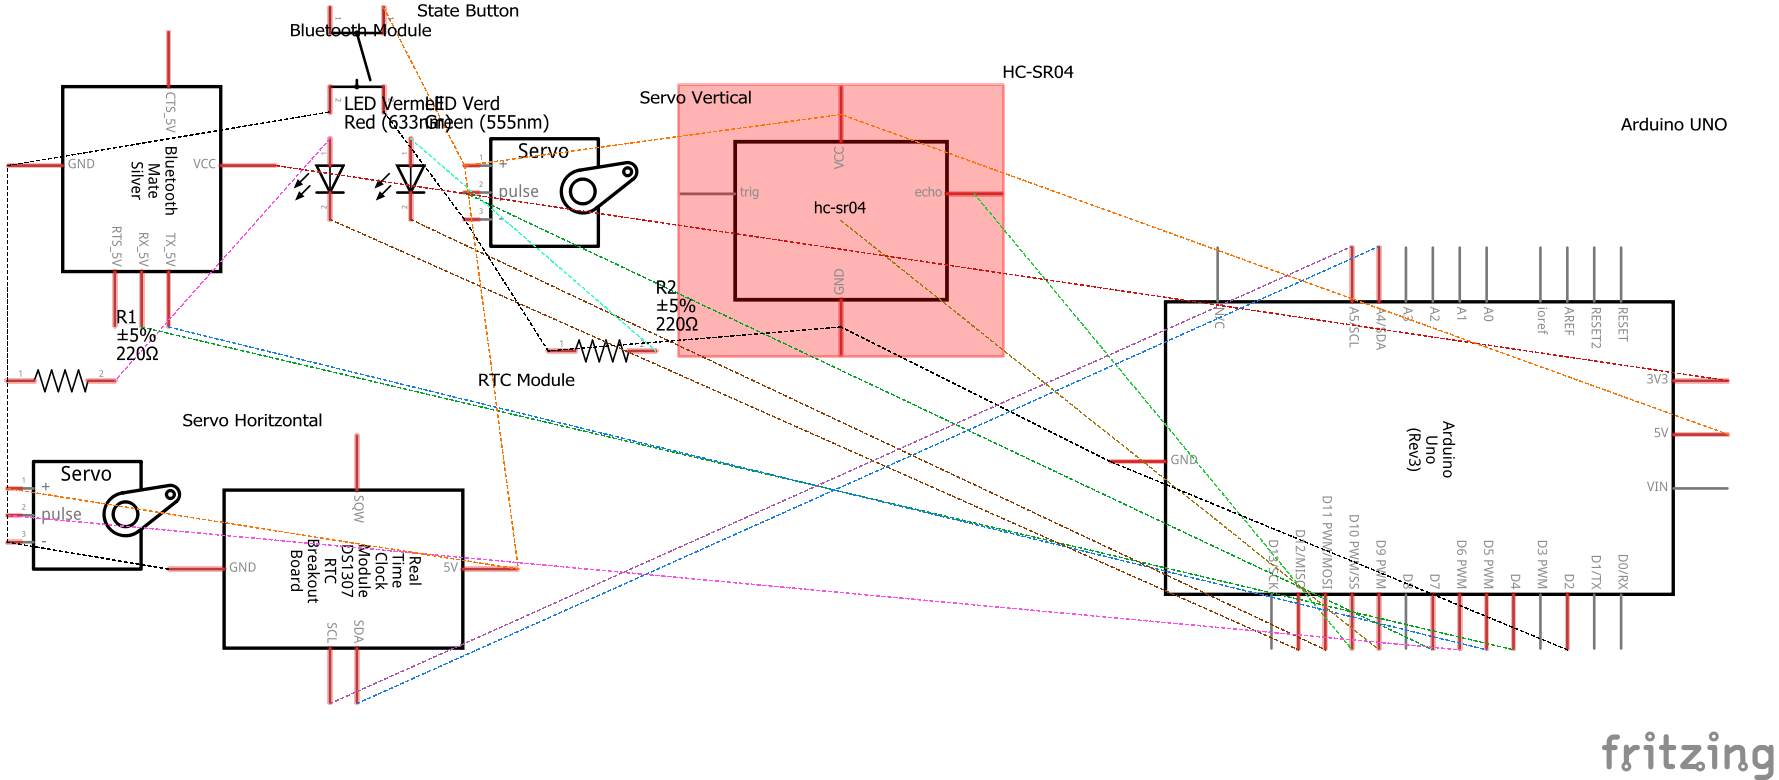 State Button
Bluetooth Module
HC-SR04
Servo Vertical
Arduino UNO
CTS_5V
LED Vermell
Red (633nm)
LED Verd
Green (555nm)
GND
VCC
Bluetooth
Mate
Silver
RTS_5V
RX_5V
TX_5V
Servo
+
pulse
-
VCC
trig
echo
hc-sr04
GND
R1
±5%
220Ω
R2
±5%
220Ω
RTC Module
N/C
A5/SCL
A4/SDA
A3
A2
A1
A0
ioref
AREF
RESET2
RESET
3V3
5V
VIN
GND
Arduino
Uno
(Rev3)
D13/SCK
D12/MISO
D11 PWM/MOSI
D10 PWM/SS
D9 PWM
D8
D7
D6 PWM
D5 PWM
D4
D3 PWM
D2
D1/TX
D0/RX
Servo Horitzontal
Servo
+
pulse
-
SQW
GND
5V
Real
Time
Clock
Module
DS1307
RTC
Breakout
Board
SCL
SDA
fritzing